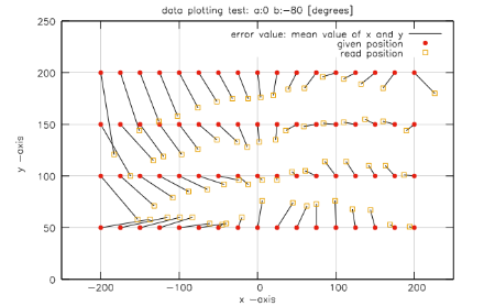 data plotting test: a:0 b:−80 [degrees]
error value: mean value of x and y
given position
read position
250
200
150
100
50
0
y −axis
−200
−100
0
100
200
x −axis